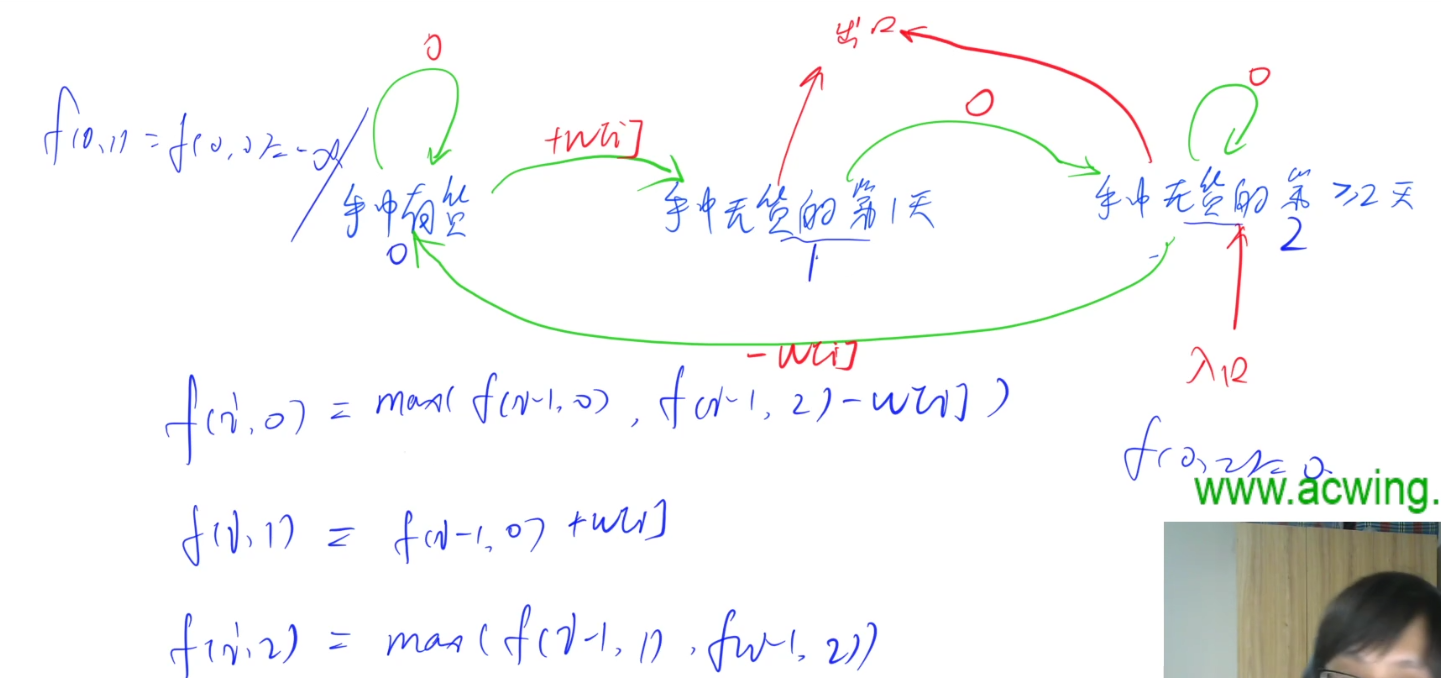 出口
0
0
0
+w[i]
f(0,1) = f(0,0) = -∞
手中有货
0
手中无货的第1天
1
手中无货的第≥2天
2
-w[i]
入口
f(i,0) = max(f(i-1,0), f(i-1,2)-w[i])
f(0,2) = 0
www.acwing.
f(i,1) = f(i-1,0)+w[i]
f(i,2) = max(f(i-1,1), f(i-1,2))